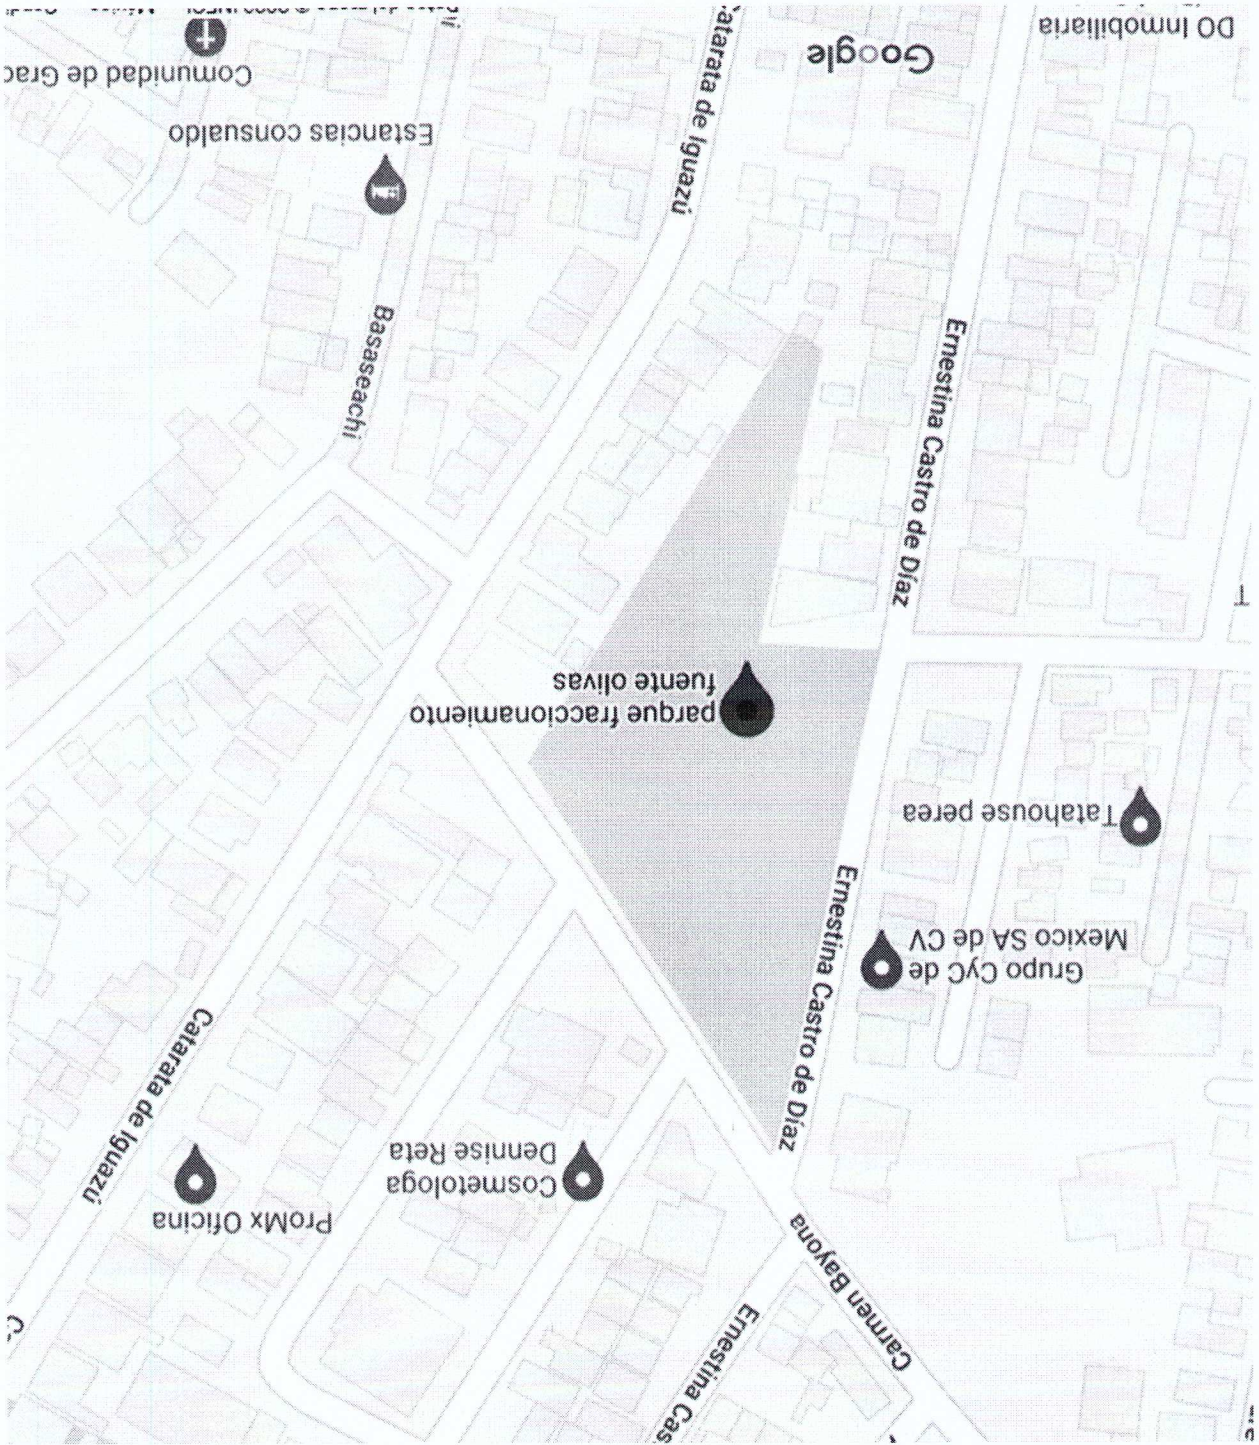 Ernestina Cas
Carmen Bayona
ProMx Oficina
Cosmetologa
Dennise Reta
Catarata de Iguazú
Ernestina Castro de Díaz
Grupo CyC de
Mexico SA de CV
Tatahouse perea
parque fraccionamiento
fuente olivas
Ernestina Castro de Díaz
Basaseachi
Catarata de Iguazú
Estancias consualdo
Comunidad de Grac
DO Inmobiliaria
Google